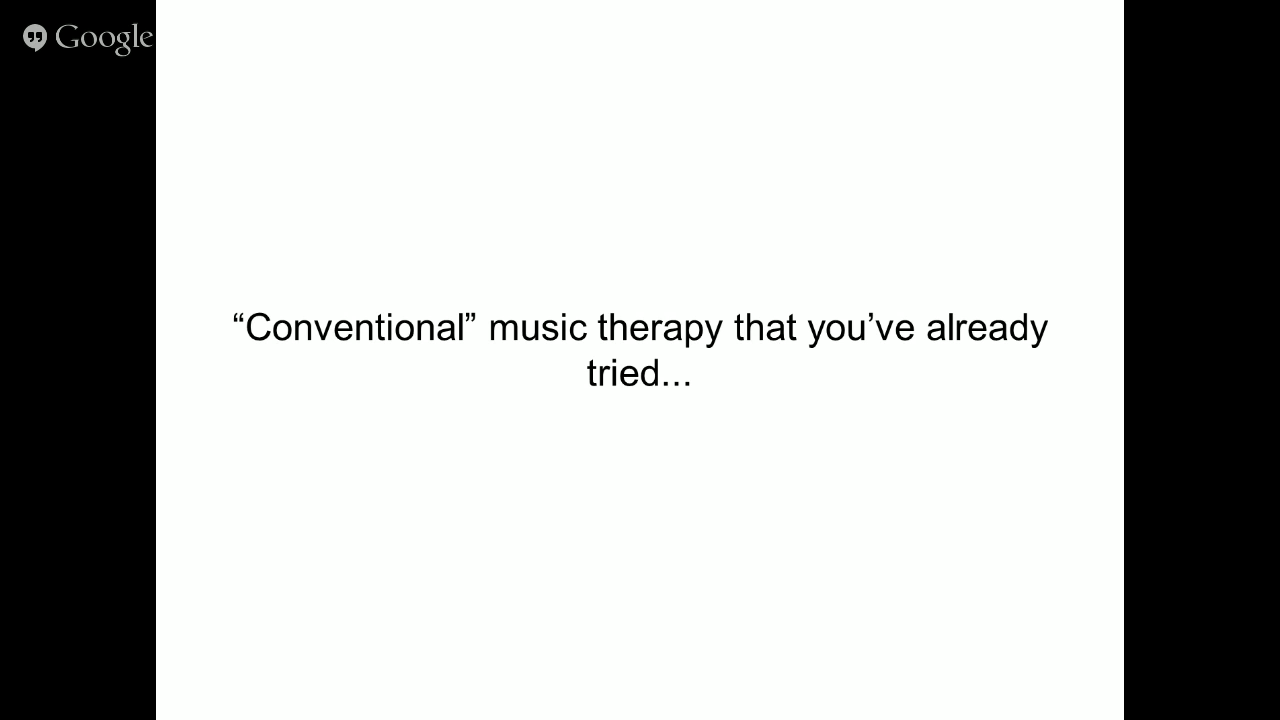 Google
“Conventional” music therapy that you’ve already
tried...